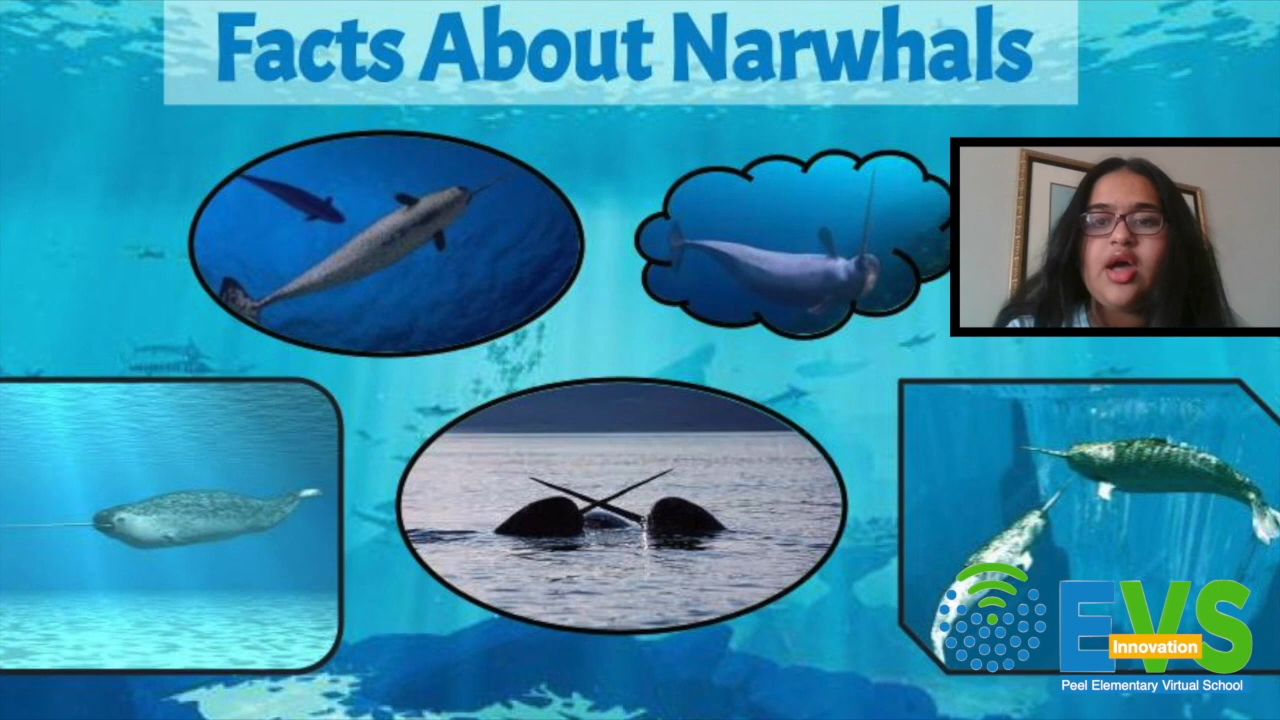 Facts About Narwhals
EVS
Innovation
Peel Elementary Virtual School